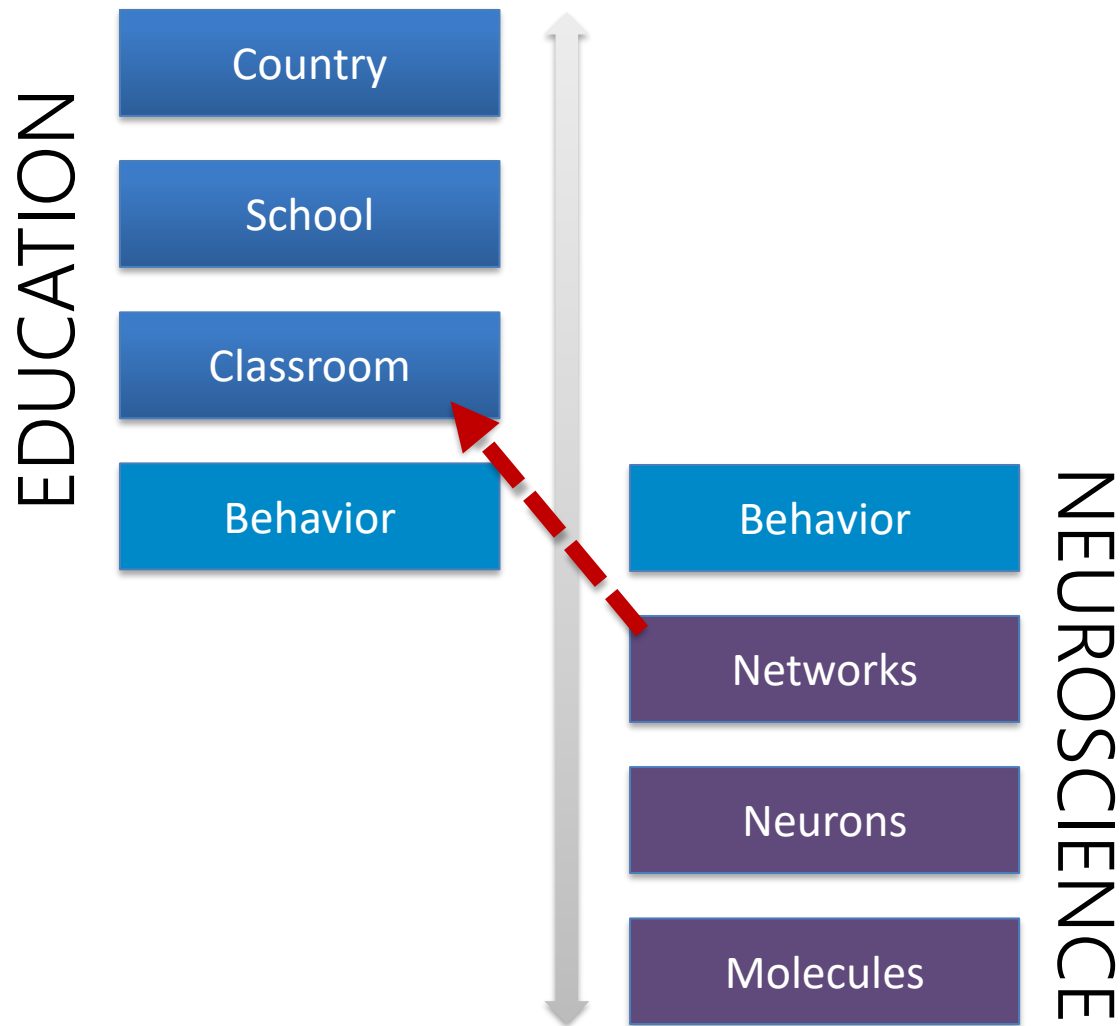 EDUCATION
Country
School
Classroom
Behavior
Behavior
Networks
Neurons
Molecules
NEUROSCIENCE